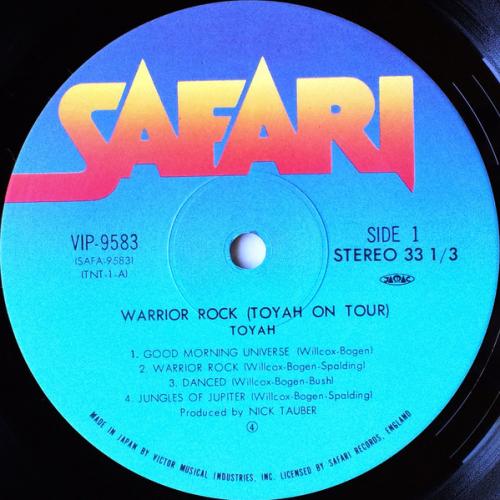 SAFARI
VIP-9583
(SAFA-9583)
(TNT-1-A)
SIDE 1
STEREO 33 1/3
WARRIOR ROCK (TOYAH ON TOUR)
TOYAH
1. GOOD MORNING UNIVERSE (Willcox-Bogen)
2. WARRIOR ROCK (Willcox-Bogen-Spalding)
3. DANCED (Willcox-Bogen-Bush)
4. JUNGLES OF JUPITER (Willcox-Bogen-Spalding)
Produced by NICK TAUBER
4
MADE IN JAPAN BY VICTOR MUSICAL INDUSTRIES, INC. LICENSED BY SAFARI RECORDS, ENGLAND